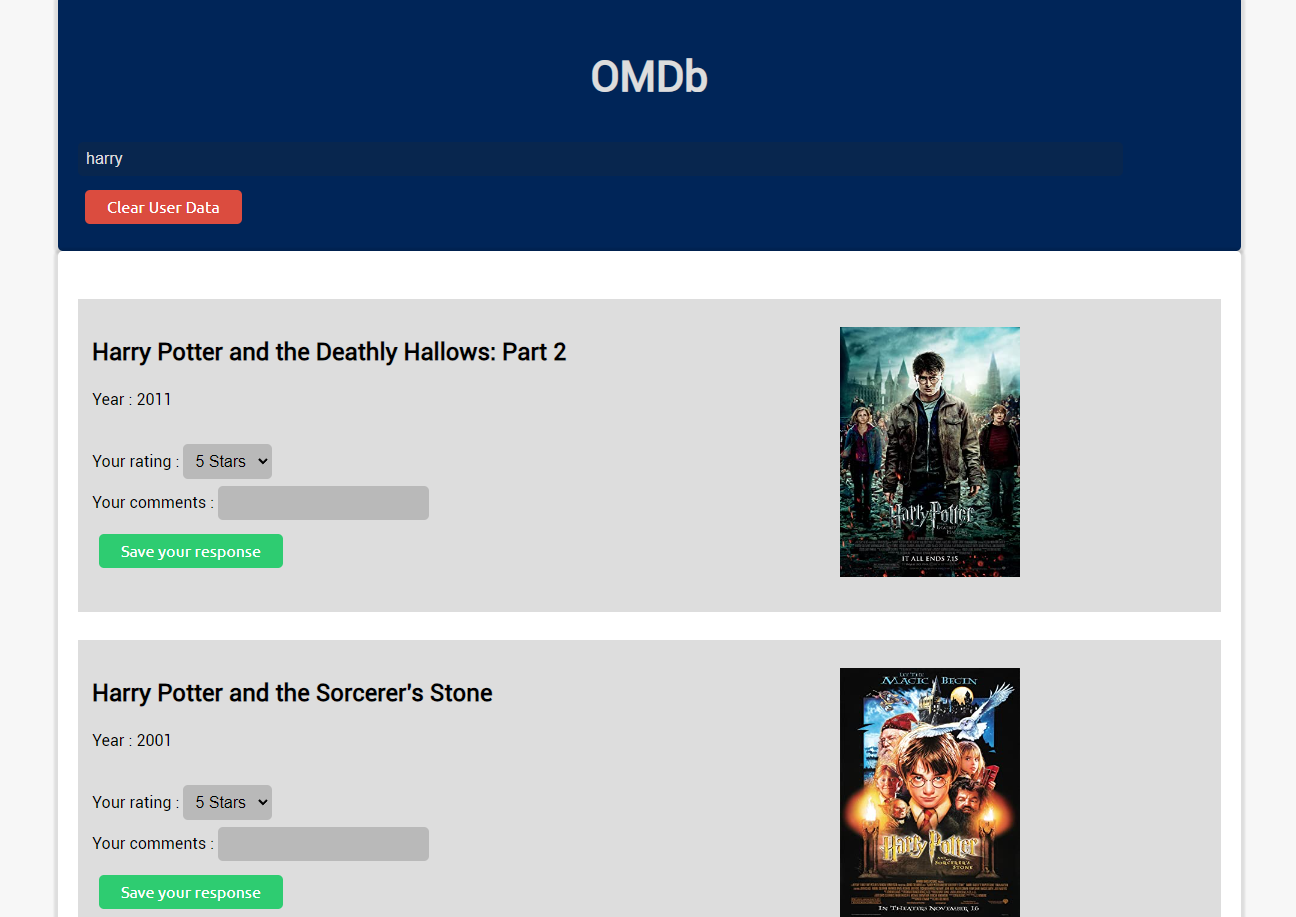 OMDb
harry
Clear User Data
Harry Potter and the Deathly Hallows: Part 2
Year : 2011
Your rating : 5 Stars
Your comments :
Save your response
Harry Potter
IT ALL ENDS 7.15
Harry Potter and the Sorcerer's Stone
Year : 2001
Your rating : 5 Stars
Your comments :
Save your response
LET THE
MAGIC BEGIN
Harry Potter
AND THE
SORCERER'S
STONE
IN THEATERS NOVEMBER 16